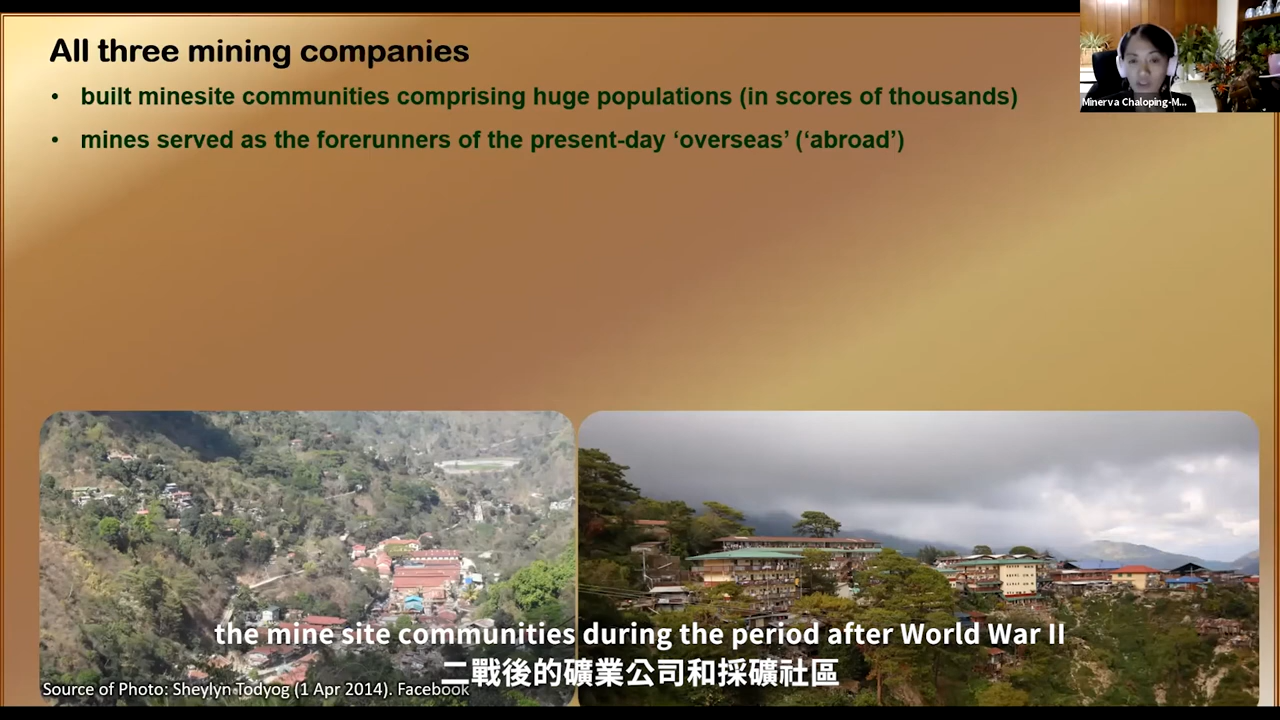 All three mining companies
• built minesite communities comprising huge populations (in scores of thousands)
• mines served as the forerunners of the present-day ‘overseas’ (‘abroad’)
Minerva Chaloping-M...
the mine site communities during the period after World War II
二戰後的礦業公司和採礦社區
Source of Photo: Sheylyn Todyog (1 Apr 2014). Facebook